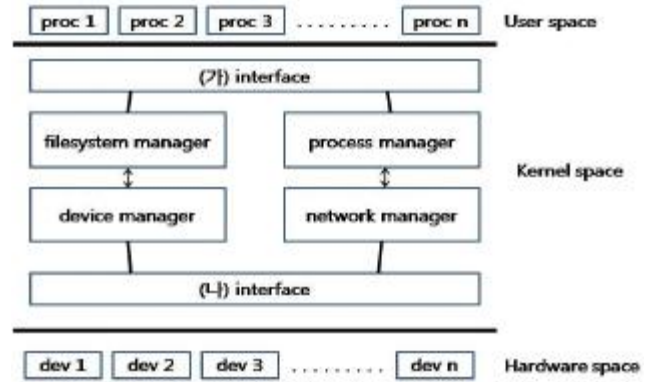 proc 1 proc 2 proc 3 . . . . . . . . . proc n User space
(가) interface
filesystem manager process manager
Kernel space
device manager network manager
(나) interface
dev 1 dev 2 dev 3 . . . . . . . . . dev n Hardware space